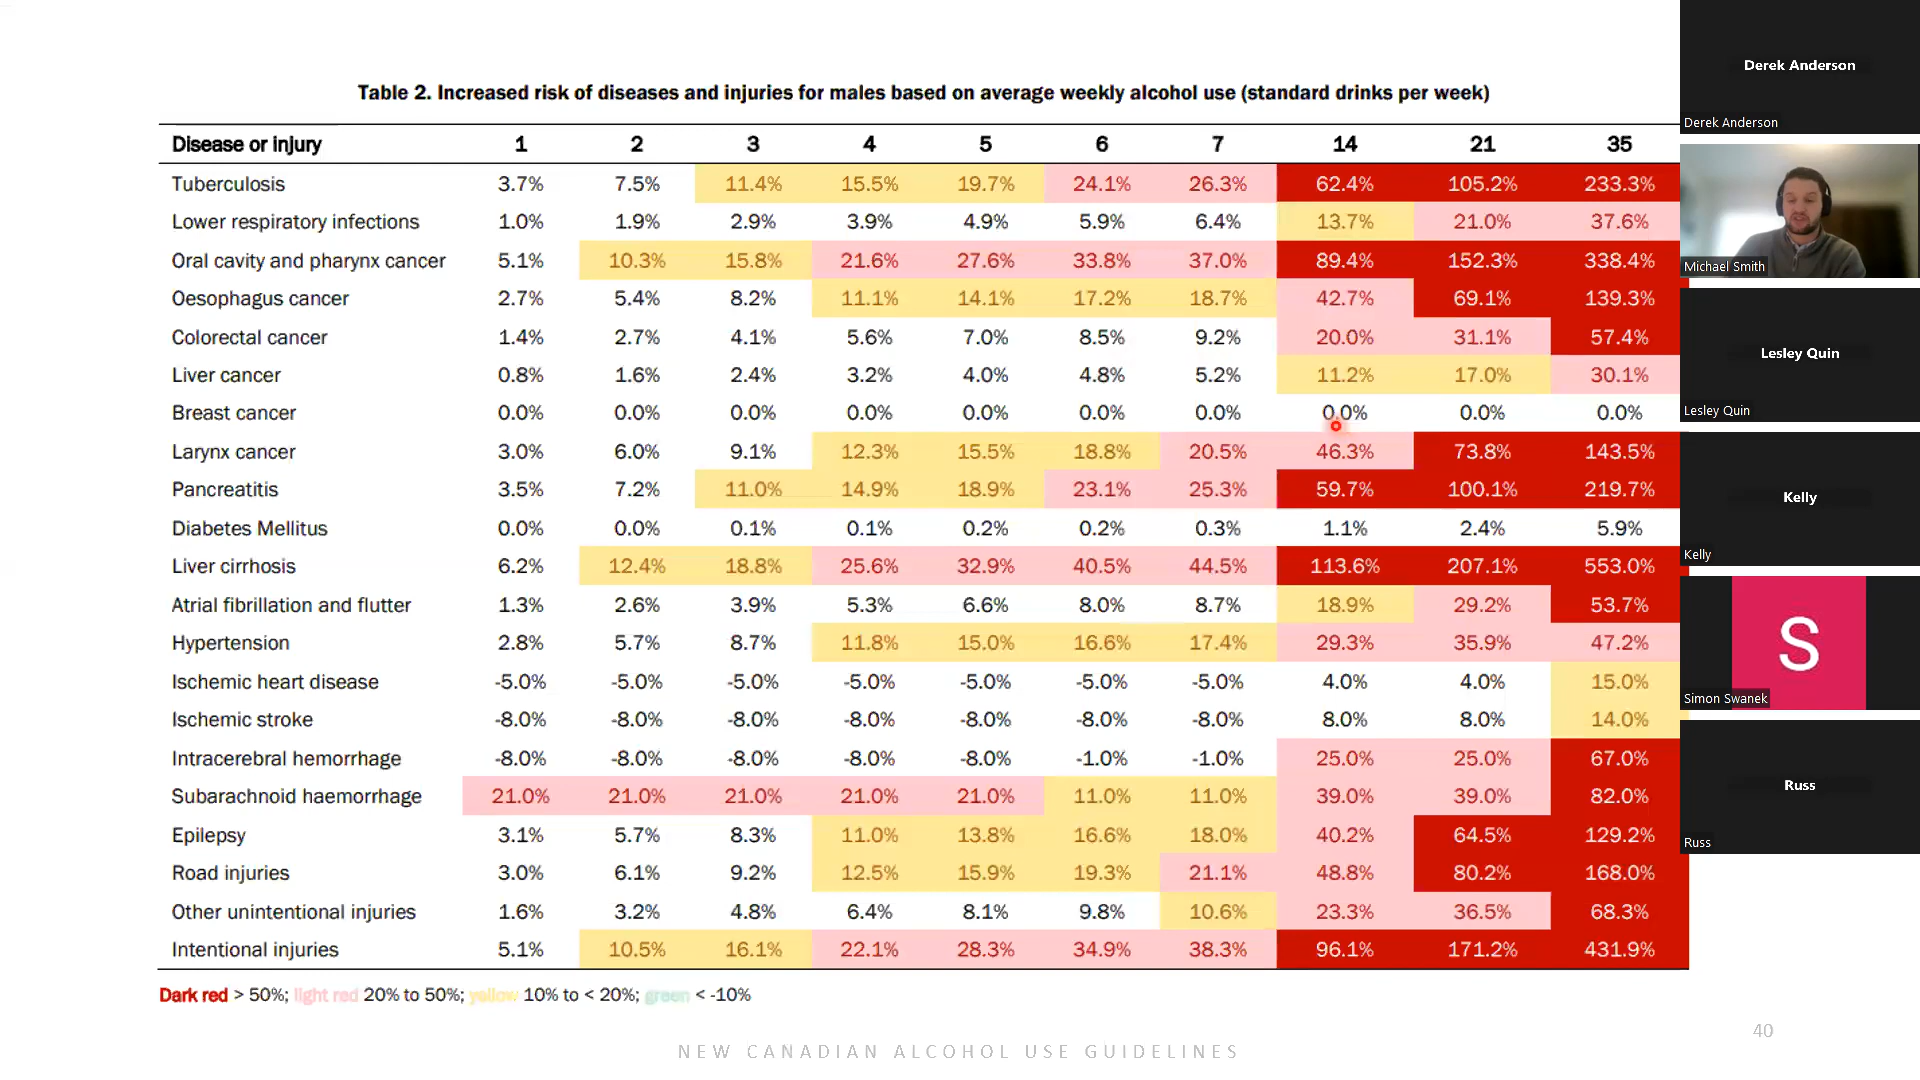 Table 2. Increased risk of diseases and injuries for males based on average weekly alcohol use (standard drinks per week)
Disease or injury 1 2 3 4 5 6 7 14 21 35
Tuberculosis 3.7% 7.5% 11.4% 15.5% 19.7% 24.1% 26.3% 62.4% 105.2% 233.3%
Lower respiratory infections 1.0% 1.9% 2.9% 3.9% 4.9% 5.9% 6.4% 13.7% 21.0% 37.6%
Oral cavity and pharynx cancer 5.1% 10.3% 15.8% 21.6% 27.6% 33.8% 37.0% 89.4% 152.3% 338.4%
Oesophagus cancer 2.7% 5.4% 8.2% 11.1% 14.1% 17.2% 18.7% 42.7% 69.1% 139.3%
Colorectal cancer 1.4% 2.7% 4.1% 5.6% 7.0% 8.5% 9.2% 20.0% 31.1% 57.4%
Liver cancer 0.8% 1.6% 2.4% 3.2% 4.0% 4.8% 5.2% 11.2% 17.0% 30.1%
Breast cancer 0.0% 0.0% 0.0% 0.0% 0.0% 0.0% 0.0% 0.0% 0.0% 0.0%
Larynx cancer 3.0% 6.0% 9.1% 12.3% 15.5% 18.8% 20.5% 46.3% 73.8% 143.5%
Pancreatitis 3.5% 7.2% 11.0% 14.9% 18.9% 23.1% 25.3% 59.7% 100.1% 219.7%
Diabetes Mellitus 0.0% 0.0% 0.1% 0.1% 0.2% 0.2% 0.3% 1.1% 2.4% 5.9%
Liver cirrhosis 6.2% 12.4% 18.8% 25.6% 32.9% 40.5% 44.5% 113.6% 207.1% 553.0%
Atrial fibrillation and flutter 1.3% 2.6% 3.9% 5.3% 6.6% 8.0% 8.7% 18.9% 29.2% 53.7%
Hypertension 2.8% 5.7% 8.7% 11.8% 15.0% 16.6% 17.4% 29.3% 35.9% 47.2%
Ischemic heart disease -5.0% -5.0% -5.0% -5.0% -5.0% -5.0% -5.0% 4.0% 4.0% 15.0%
Ischemic stroke -8.0% -8.0% -8.0% -8.0% -8.0% -8.0% -8.0% 8.0% 8.0% 14.0%
Intracerebral hemorrhage -8.0% -8.0% -8.0% -8.0% -8.0% -1.0% -1.0% 25.0% 25.0% 67.0%
Subarachnoid haemorrhage 21.0% 21.0% 21.0% 21.0% 21.0% 11.0% 11.0% 39.0% 39.0% 82.0%
Epilepsy 3.1% 5.7% 8.3% 11.0% 13.8% 16.6% 18.0% 40.2% 64.5% 129.2%
Road injuries 3.0% 6.1% 9.2% 12.5% 15.9% 19.3% 21.1% 48.8% 80.2% 168.0%
Other unintentional injuries 1.6% 3.2% 4.8% 6.4% 8.1% 9.8% 10.6% 23.3% 36.5% 68.3%
Intentional injuries 5.1% 10.5% 16.1% 22.1% 28.3% 34.9% 38.3% 96.1% 171.2% 431.9%
Dark red > 50%; light red 20% to 50%; yellow 10% to < 20%; green < -10%
NEW CANADIAN ALCOHOL USE GUIDELINES
40
Derek Anderson
Derek Anderson
Michael Smith
Lesley Quin
Lesley Quin
Kelly
Kelly
S
Simon Swanek
Russ
Russ